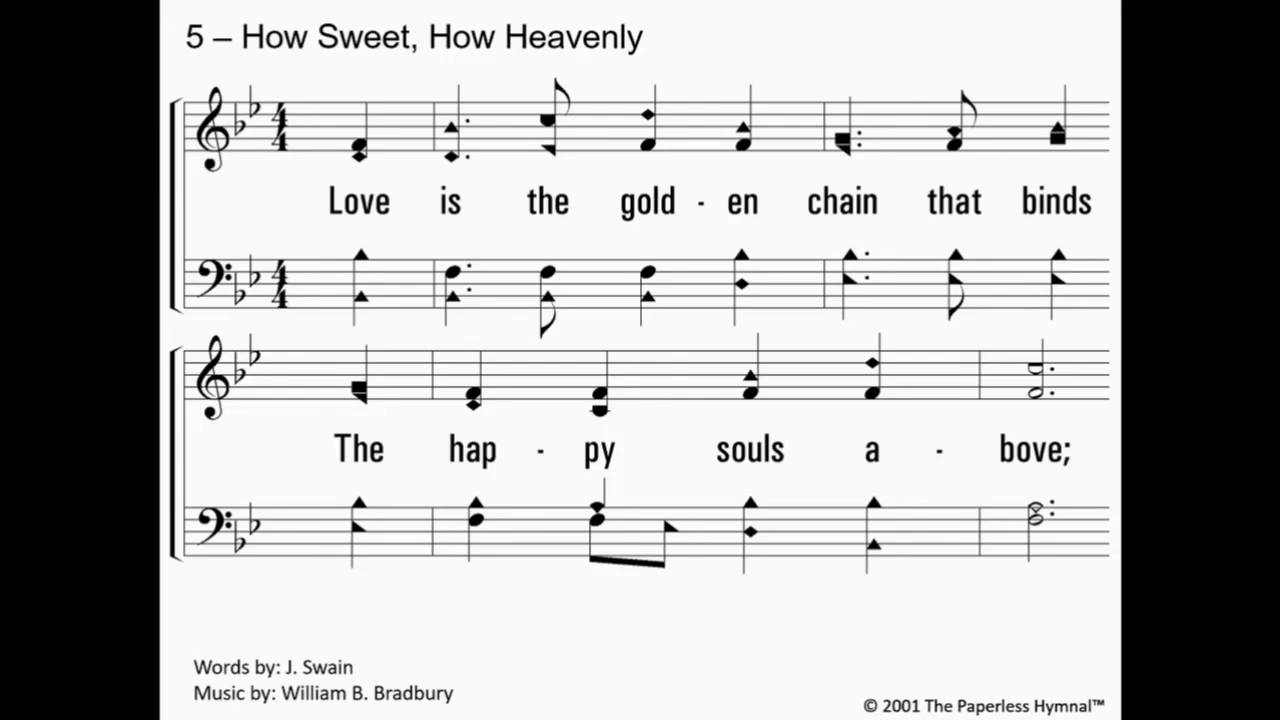 5 – How Sweet, How Heavenly
Love is the gold - en chain that binds
The hap - py souls a - bove;
Words by: J. Swain
Music by: William B. Bradbury
© 2001 The Paperless Hymnal™